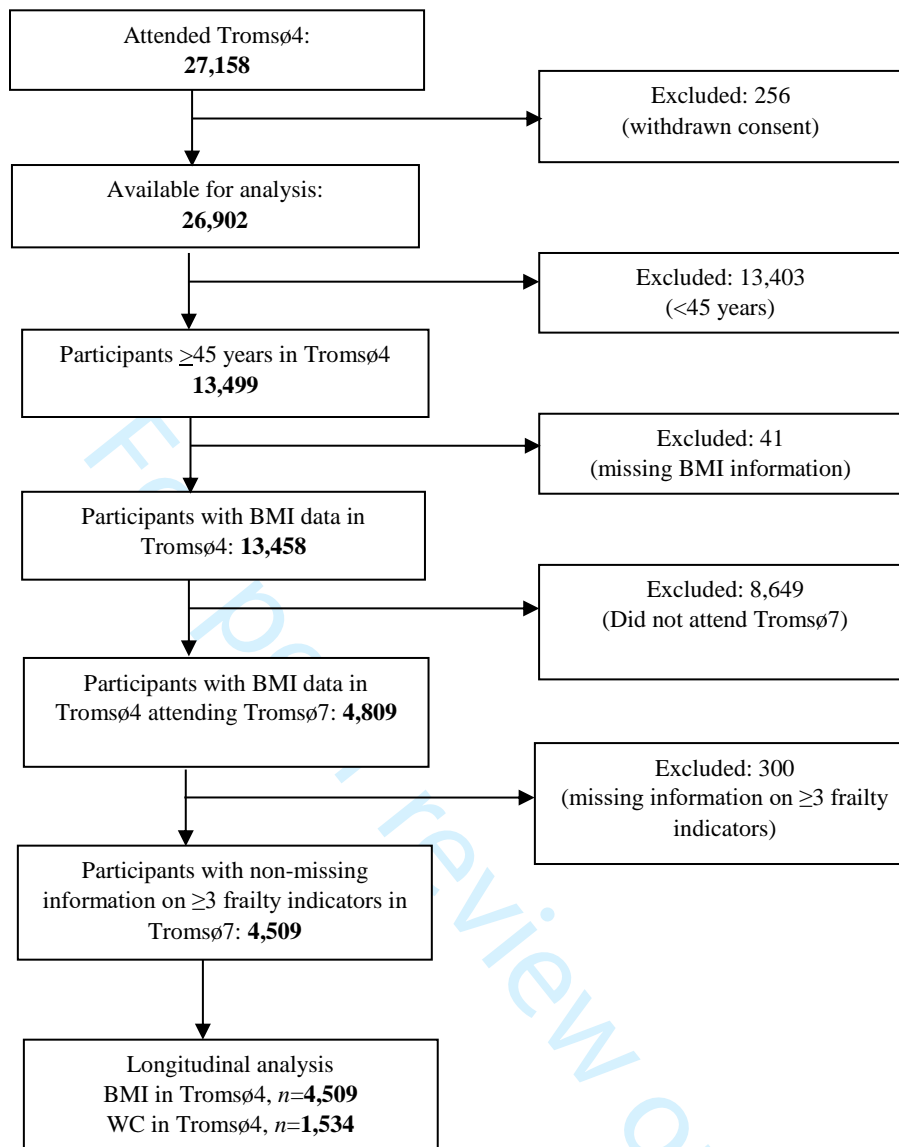 Attended Tromsø4:
27,158
Excluded: 256
(withdrawn consent)
Available for analysis:
26,902
Excluded: 13,403
(<45 years)
Participants ≥45 years in Tromsø4
13,499
Excluded: 41
(missing BMI information)
Participants with BMI data in
Tromsø4: 13,458
Excluded: 8,649
(Did not attend Tromsø7)
Participants with BMI data in
Tromsø4 attending Tromsø7: 4,809
Excluded: 300
(missing information on ≥3 frailty
indicators)
Participants with non-missing
information on ≥3 frailty indicators in
Tromsø7: 4,509
Longitudinal analysis
BMI in Tromsø4, n=4,509
WC in Tromsø4, n=1,534
For peer review o